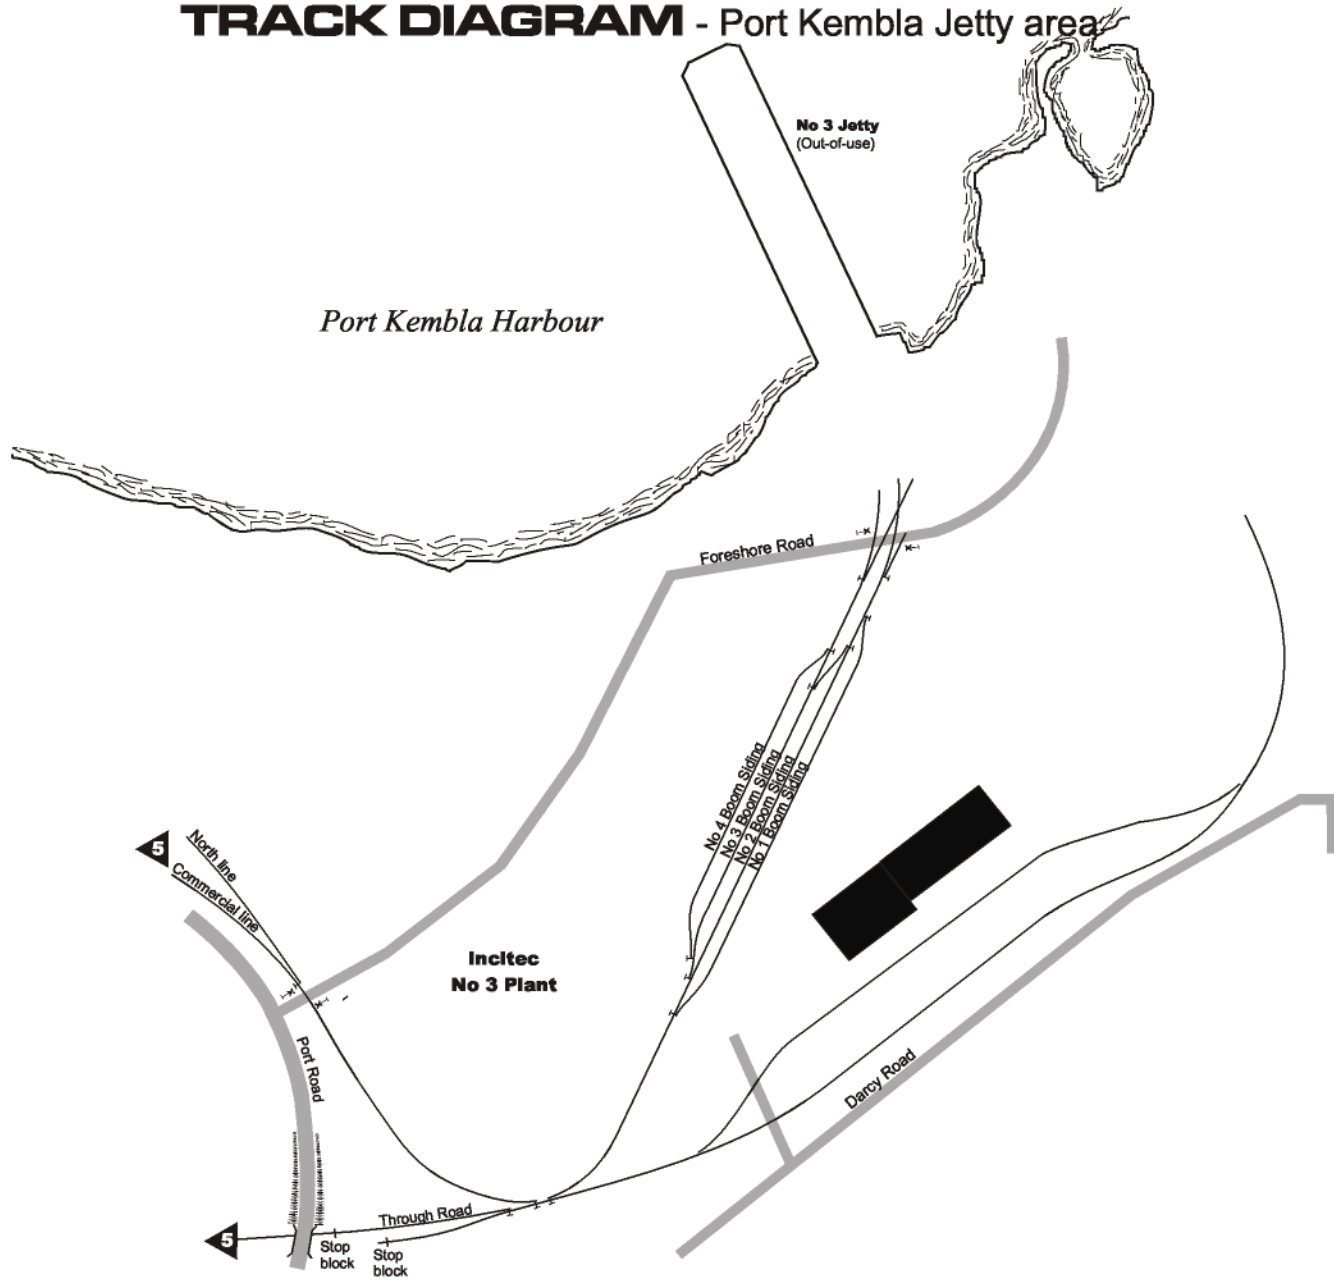 TRACK DIAGRAM - Port Kembla Jetty area
No 3 Jetty
(Out-of-use)
Port Kembla Harbour
Foreshore Road
No 4 Boom Siding
No 3 Boom Siding
No 2 Boom Siding
No 1 Boom Siding
5
North line
Commercial line
Incitec
No 3 Plant
Port Road
Darcy Road
Through Road
5
Stop
block
Stop
block